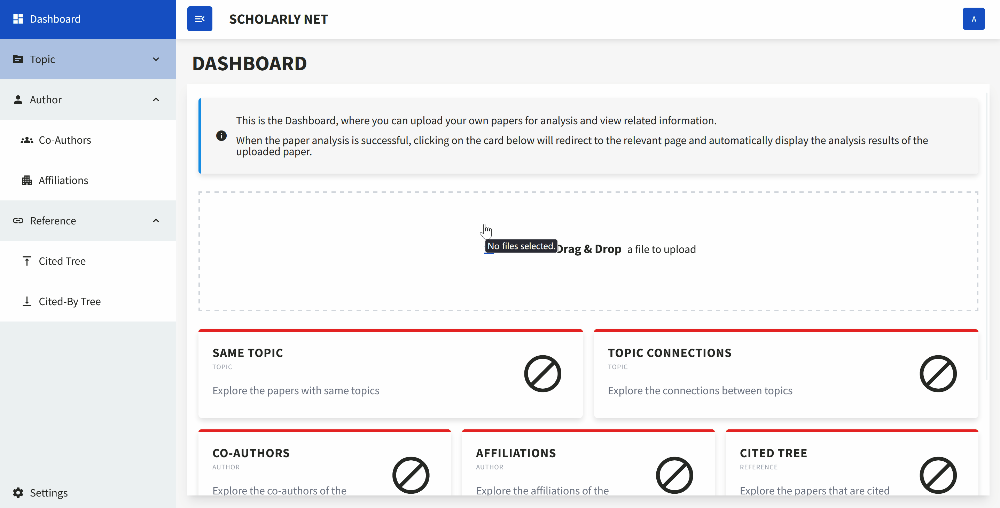 Dashboard
SCHOLARLY NET
A
Topic
Author
Co-Authors
Affiliations
Reference
Cited Tree
Cited-By Tree
Settings
DASHBOARD
This is the Dashboard, where you can upload your own papers for analysis and view related information.
When the paper analysis is successful, clicking on the card below will redirect to the relevant page and automatically display the analysis results of the
uploaded paper.
No files selected.
Drag & Drop a file to upload
SAME TOPIC
TOPIC
Explore the papers with same topics
TOPIC CONNECTIONS
TOPIC
Explore the connections between topics
CO-AUTHORS
AUTHOR
Explore the co-authors of the
AFFILIATIONS
AUTHOR
Explore the affiliations of the
CITED TREE
REFERENCE
Explore the papers that are cited